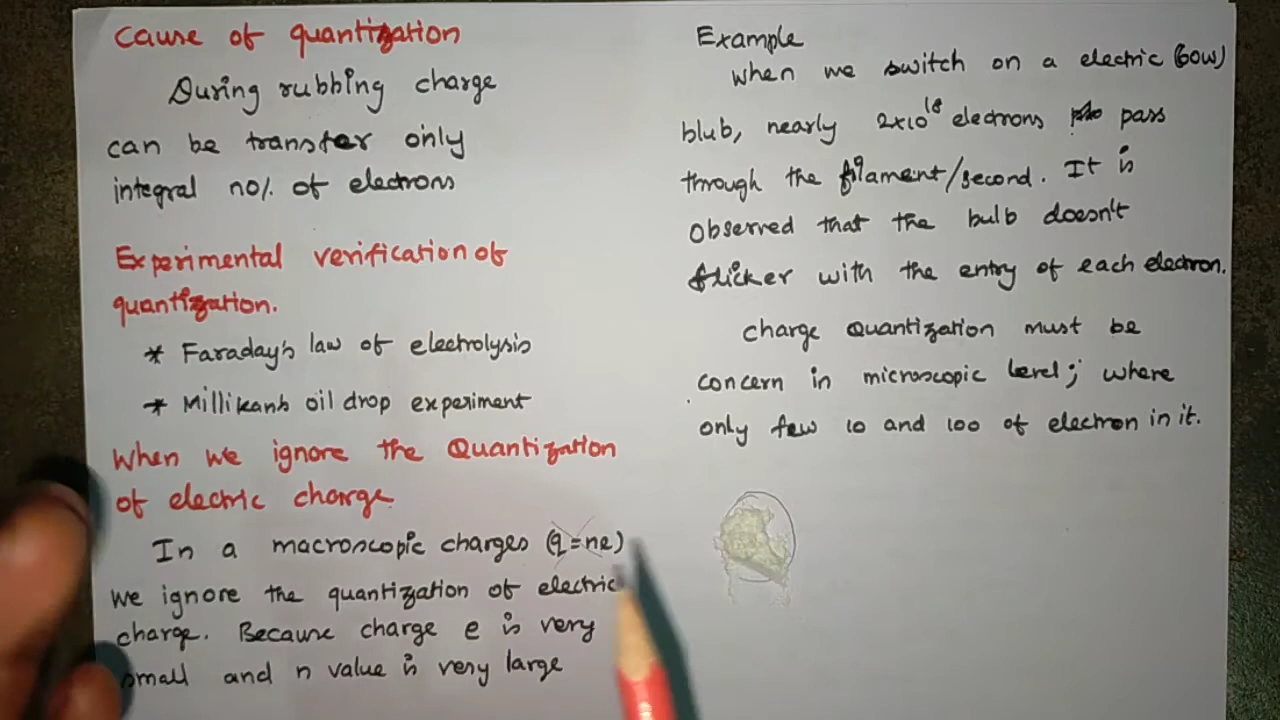 Cause of quantization
During rubbing charge
can be transfer only
integral no/. of electrons
Experimental verification of
quantization.
* Faraday's law of electrolysis
* Millikan's oil drop experiment
When we ignore the Quantization
of electric charge
In a macroscopic charges (q=ne)
we ignore the quantization of electric
charge. Because charge e is very
small and n value is very large
Example
When we switch on a electric (60w)
blub, nearly 2x10^18 electrons pass
through the filament/second. It is
observed that the bulb doesn't
flicker with the entry of each electron.
charge Quantization must be
concern in microscopic level; where
only few 10 and 100 of electron in it.